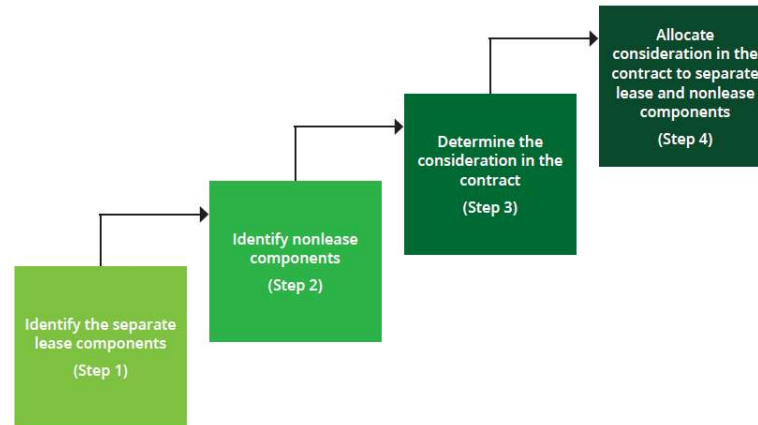 Identify the separate
lease components
(Step 1)
Identify nonlease
components
(Step 2)
Determine the
consideration in the
contract
(Step 3)
Allocate
consideration in the
contract to separate
lease and nonlease
components
(Step 4)